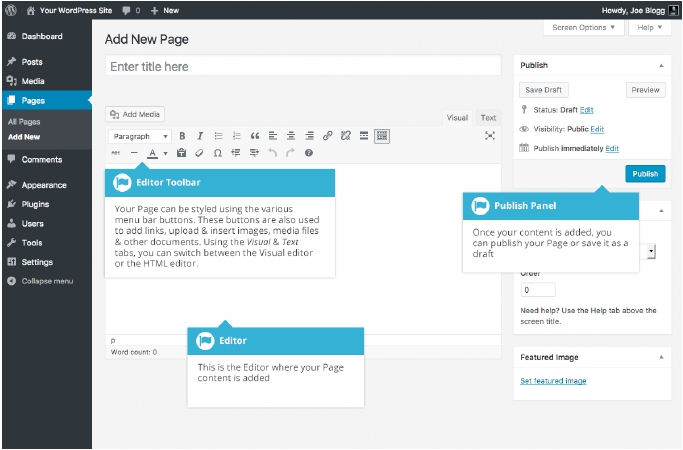 Your WordPress Site 0 + New Howdy, Joe Blogg
Screen Options ▼ Help ▼
Dashboard
Posts
Media
Pages
All Pages
Add New
Comments
Appearance
Plugins
Users
Tools
Settings
Collapse menu
Add New Page
Enter title here
Add Media
Visual Text
Paragraph
ABC A
Editor Toolbar
Your Page can be styled using the various
menu bar buttons. These buttons are also used
to add links, upload & insert images, media files
& other documents. Using the Visual & Text
tabs, you can switch between the Visual editor
or the HTML editor.
p
Word count: 0
Editor
This is the Editor where your Page
content is added
Publish
Save Draft Preview
Status: Draft Edit
Visibility: Public Edit
Publish immediately Edit
Publish
Publish Panel
Once your content is added, you
can publish your Page or save it as a
draft
Order
0
Need help? Use the Help tab above the
screen title.
Featured Image
Set featured image